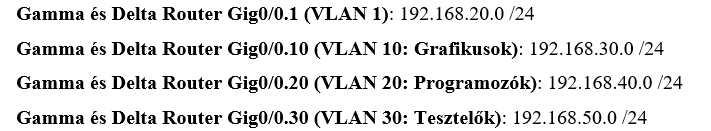 Gamma és Delta Router Gig0/0.1 (VLAN 1): 192.168.20.0 /24
Gamma és Delta Router Gig0/0.10 (VLAN 10: Grafikusok): 192.168.30.0 /24
Gamma és Delta Router Gig0/0.20 (VLAN 20: Programozók): 192.168.40.0 /24
Gamma és Delta Router Gig0/0.30 (VLAN 30: Tesztelők): 192.168.50.0 /24